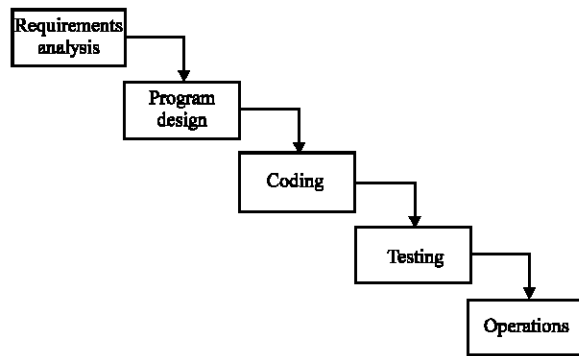 Requirements
analysis
Program
design
Coding
Testing
Operations